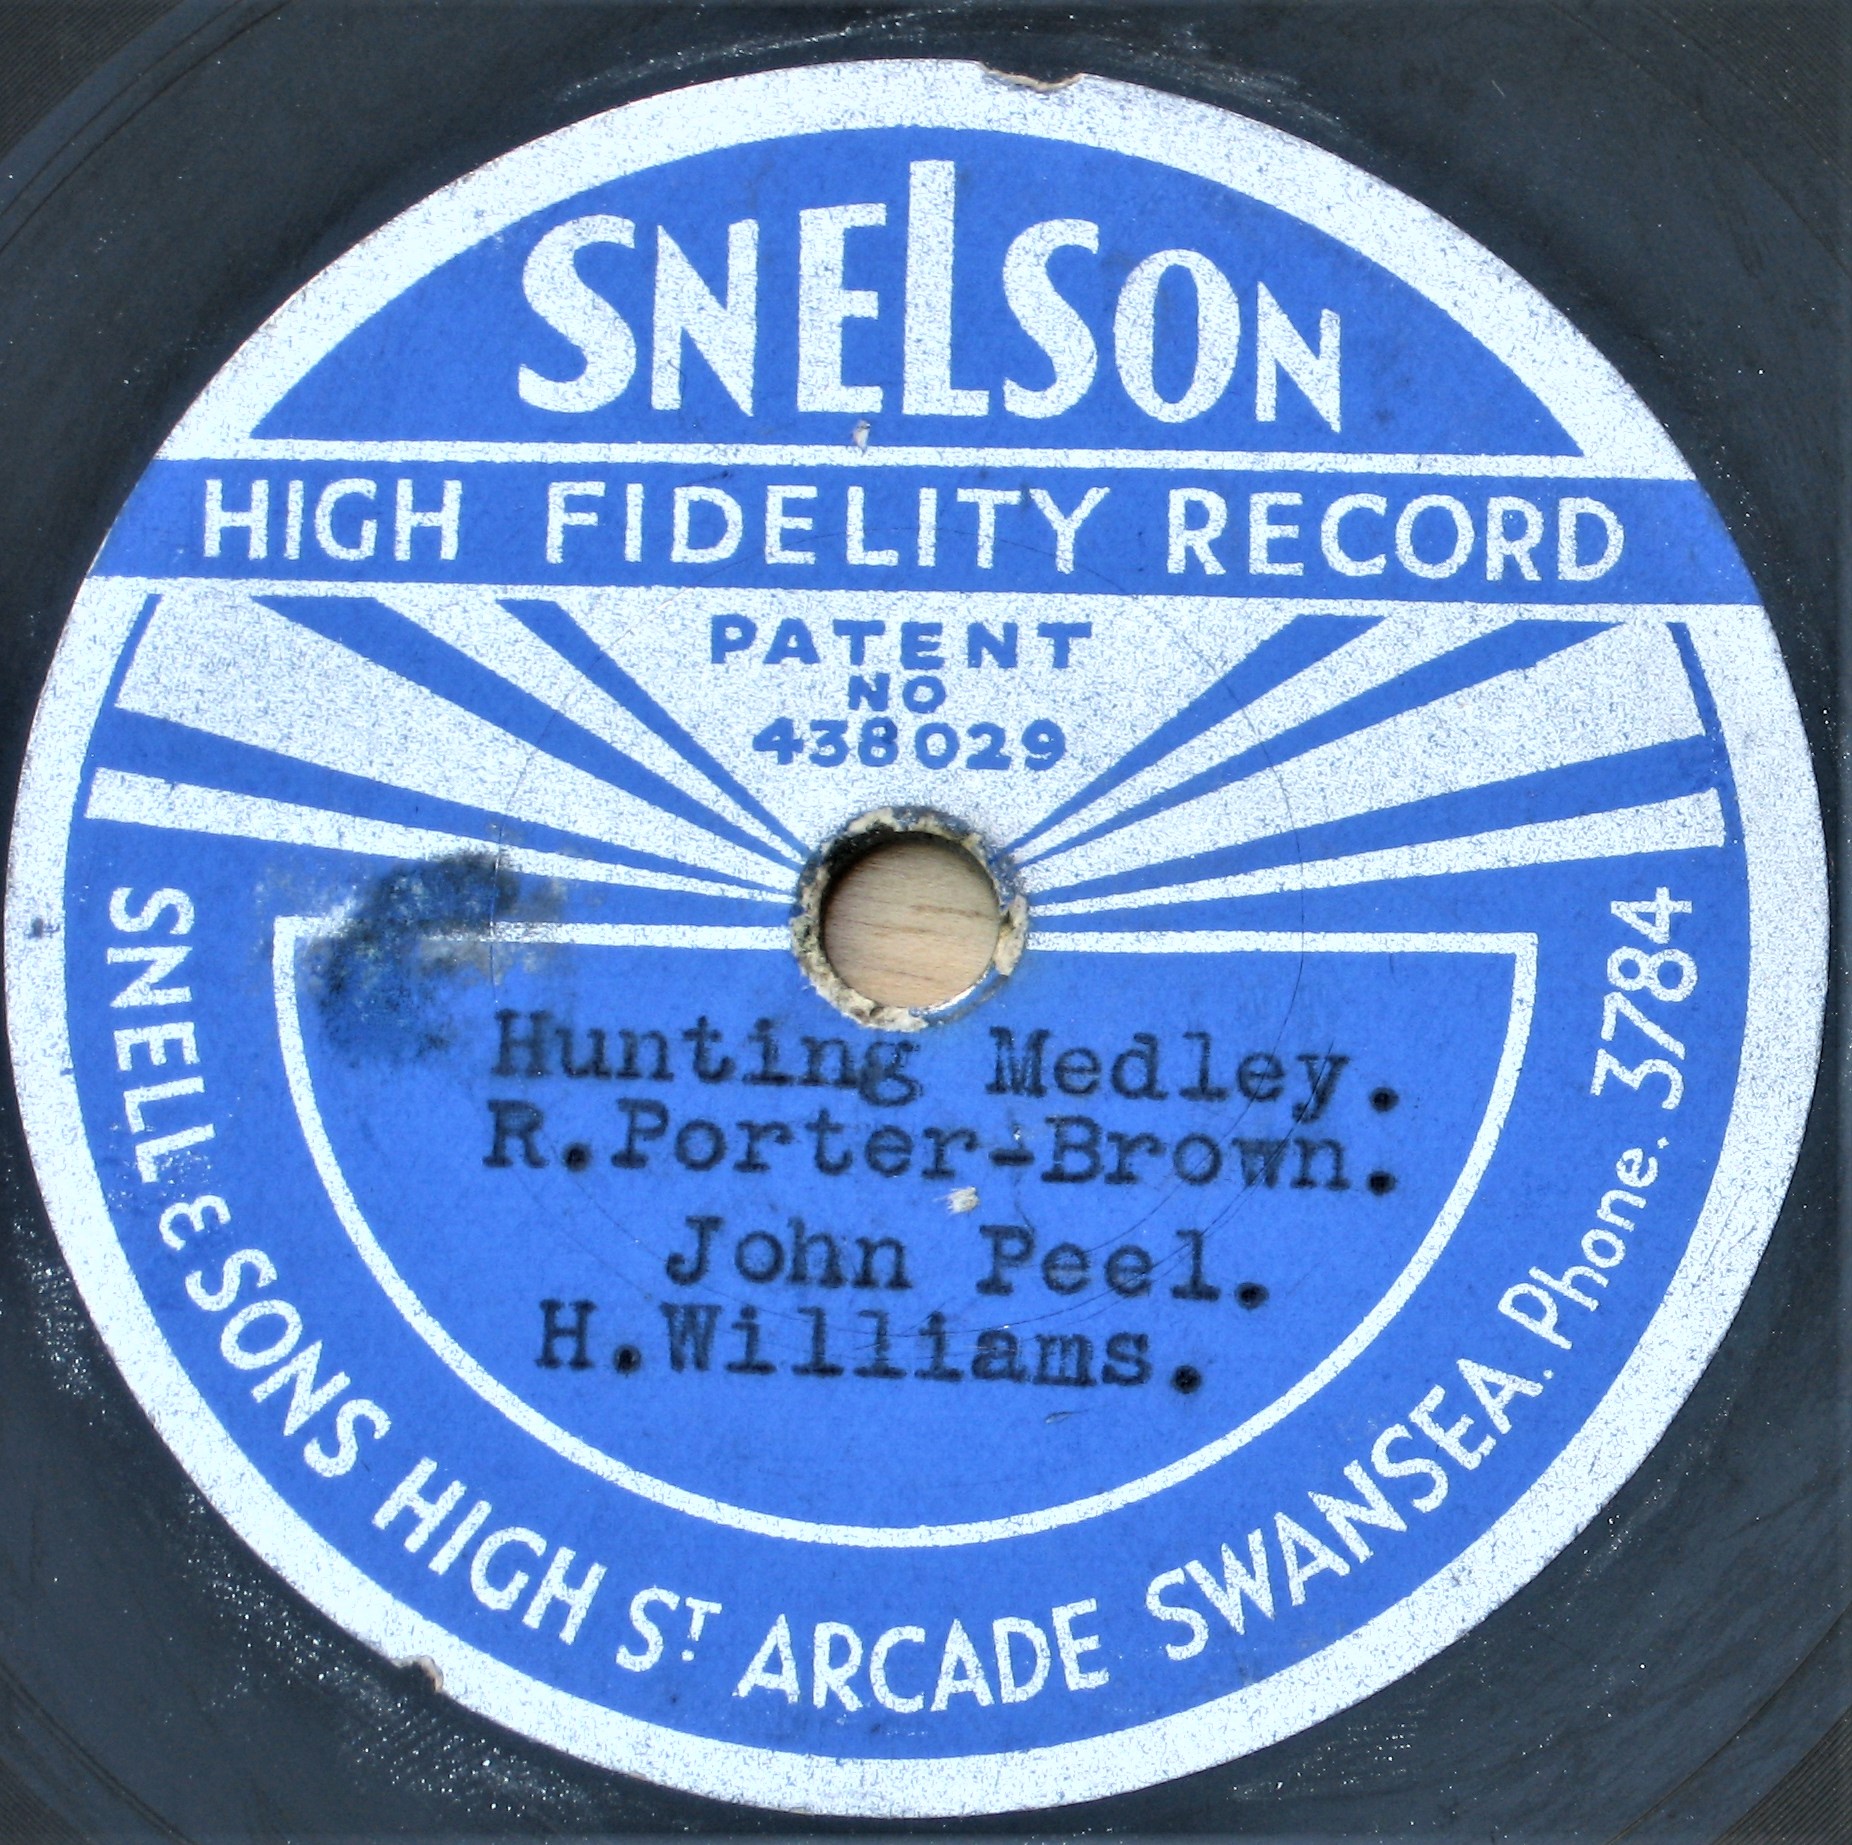 SNELSON
HIGH FIDELITY RECORD
PATENT
NO
438029
Hunting Medley.
R.Porter-Brown.
John Peel.
H.Williams.
SNELL & SONS HIGH ST ARCADE SWANSEA. Phone. 3784